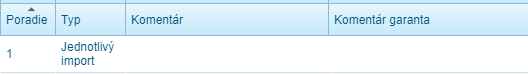 Poradie Typ Komentár Komentár garanta
1 Jednotlivý
import